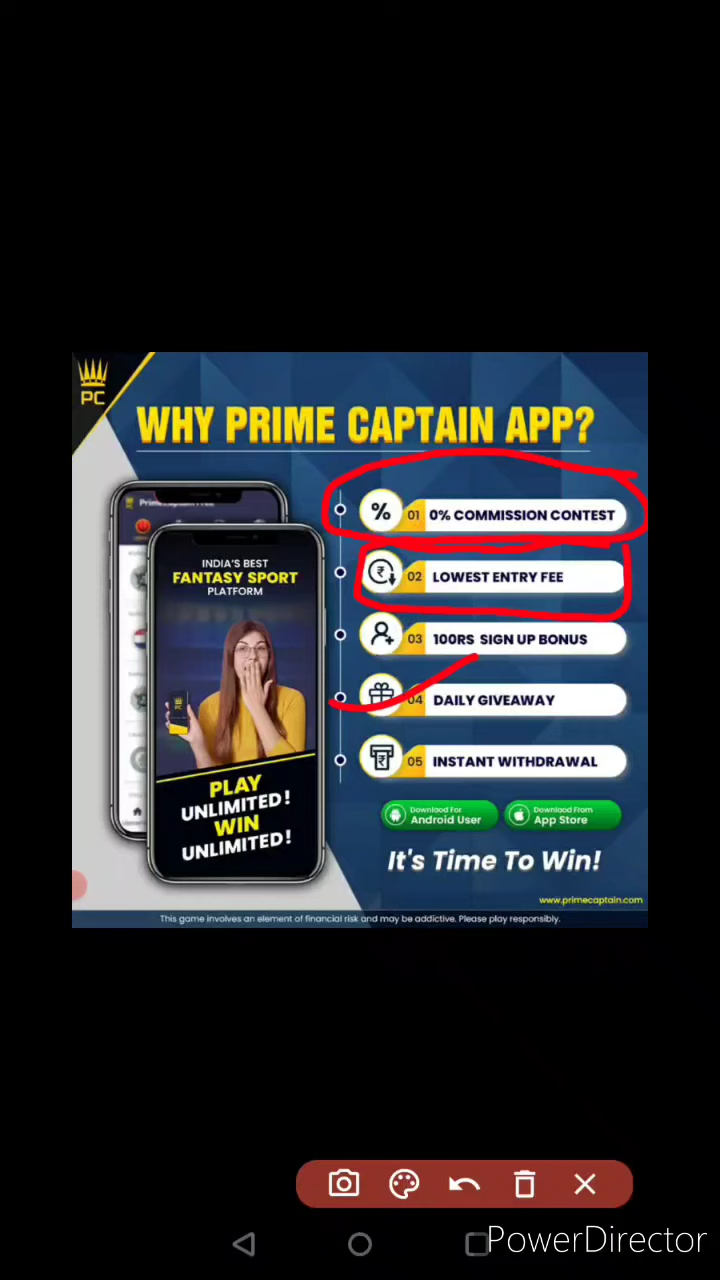 PC
WHY PRIME CAPTAIN APP?
% 01 0% COMMISSION CONTEST
₹ 02 LOWEST ENTRY FEE
03 100RS SIGN UP BONUS
04 DAILY GIVEAWAY
₹ 05 INSTANT WITHDRAWAL
INDIA'S BEST
FANTASY SPORT
PLATFORM
PC
PLAY
UNLIMITED!
WIN
UNLIMITED!
Downlaod For
Android User
Downlaod From
App Store
It's Time To Win!
www.primecaptain.com
This game involves an element of financial risk and may be addictive. Please play responsibly.
PowerDirector